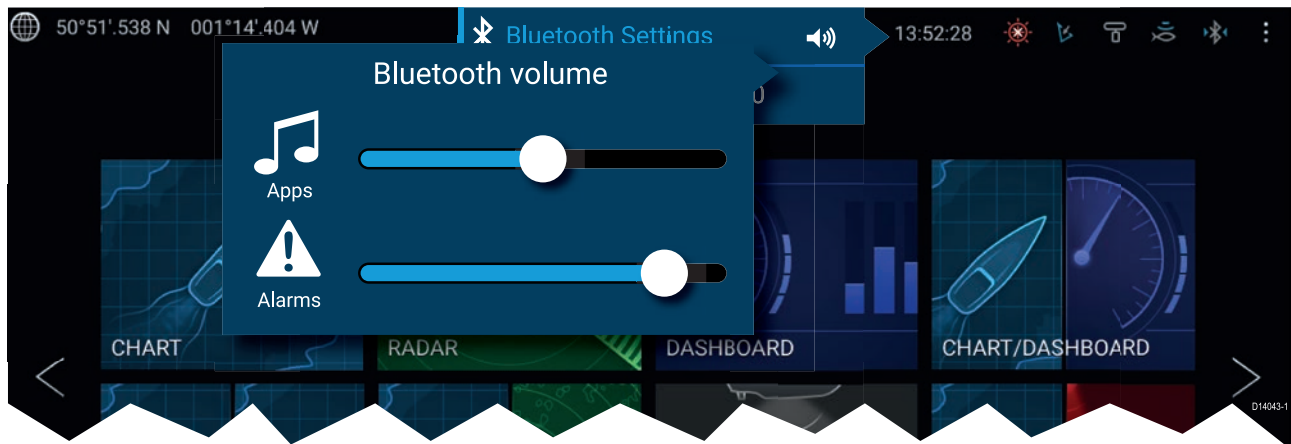 50°51'.538 N 001°14'.404 W
Bluetooth Settings
13:52:28
Bluetooth volume
Apps
Alarms
CHART
RADAR
DASHBOARD
CHART/DASHBOARD
D14043-1